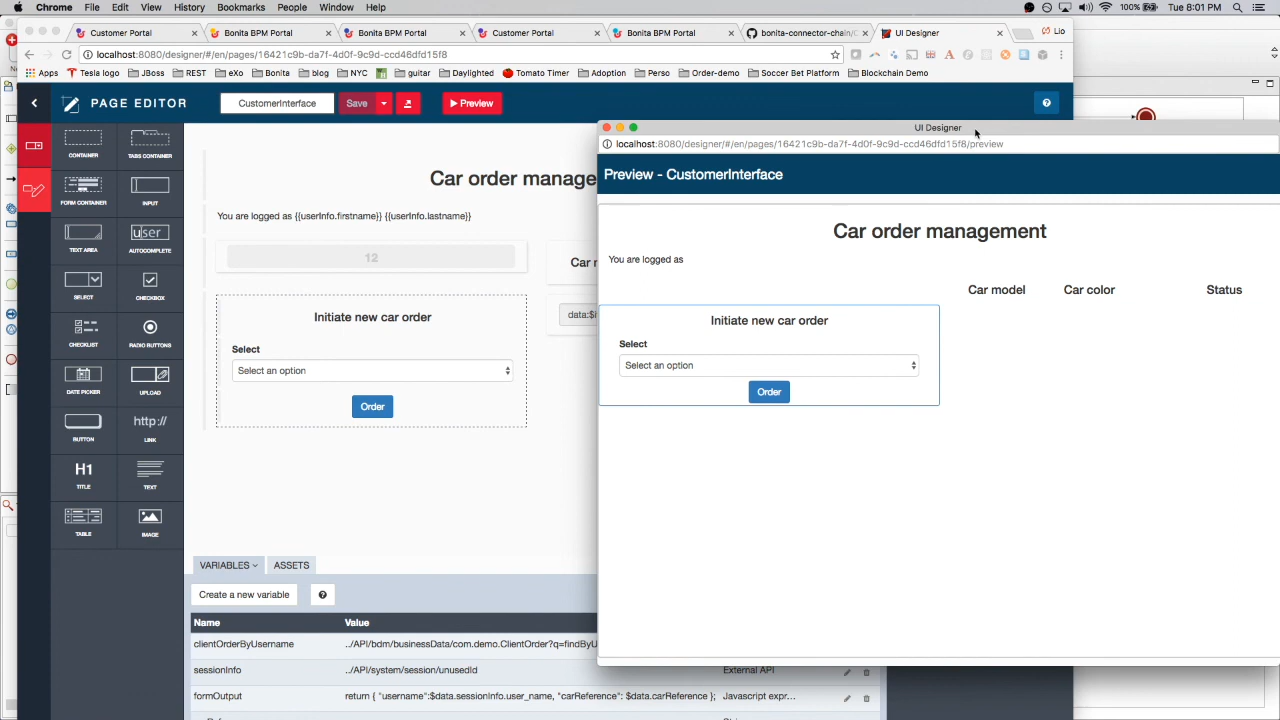 Chrome File Edit View History Bookmarks People Window Help 100% Tue 8:01 PM
Customer Portal Bonita BPM Portal Bonita BPM Portal Customer Portal Bonita BPM Portal bonita-connector-chain/C UI Designer Lio
localhost:8080/designer/#/en/pages/16421c9b-da7f-4d0f-9c9d-ccd46dfd15f8
Apps Tesla logo JBoss REST eXo Bonita blog NYC guitar Daylighted Tomato Timer Adoption Perso Order-demo Soccer Bet Platform Blockchain Demo
PAGE EDITOR CustomerInterface Save Preview ?
CONTAINER TABS CONTAINER
FORM CONTAINER INPUT
user
TEXT AREA AUTOCOMPLETE
SELECT CHECKBOX
CHECKLIST RADIO BUTTONS
DATE PICKER UPLOAD
http://
BUTTON LINK
H1
TITLE TEXT
TABLE IMAGE
Car order manage
You are logged as {{userInfo.firstname}} {{userInfo.lastname}}
12
Car
Initiate new car order
data:$i
Select
Select an option
Order
VARIABLES ASSETS
Create a new variable ?
Name Value
clientOrderByUsername ../API/bdm/businessData/com.demo.ClientOrder?q=findByU
sessionInfo ../API/system/session/unusedId External API
formOutput return { "username":$data.sessionInfo.user_name, "carReference": $data.carReference }; Javascript expr...
UI Designer
localhost:8080/designer/#/en/pages/16421c9b-da7f-4d0f-9c9d-ccd46dfd15f8/preview
Preview - CustomerInterface
Car order management
You are logged as
Car model Car color Status
Initiate new car order
Select
Select an option
Order